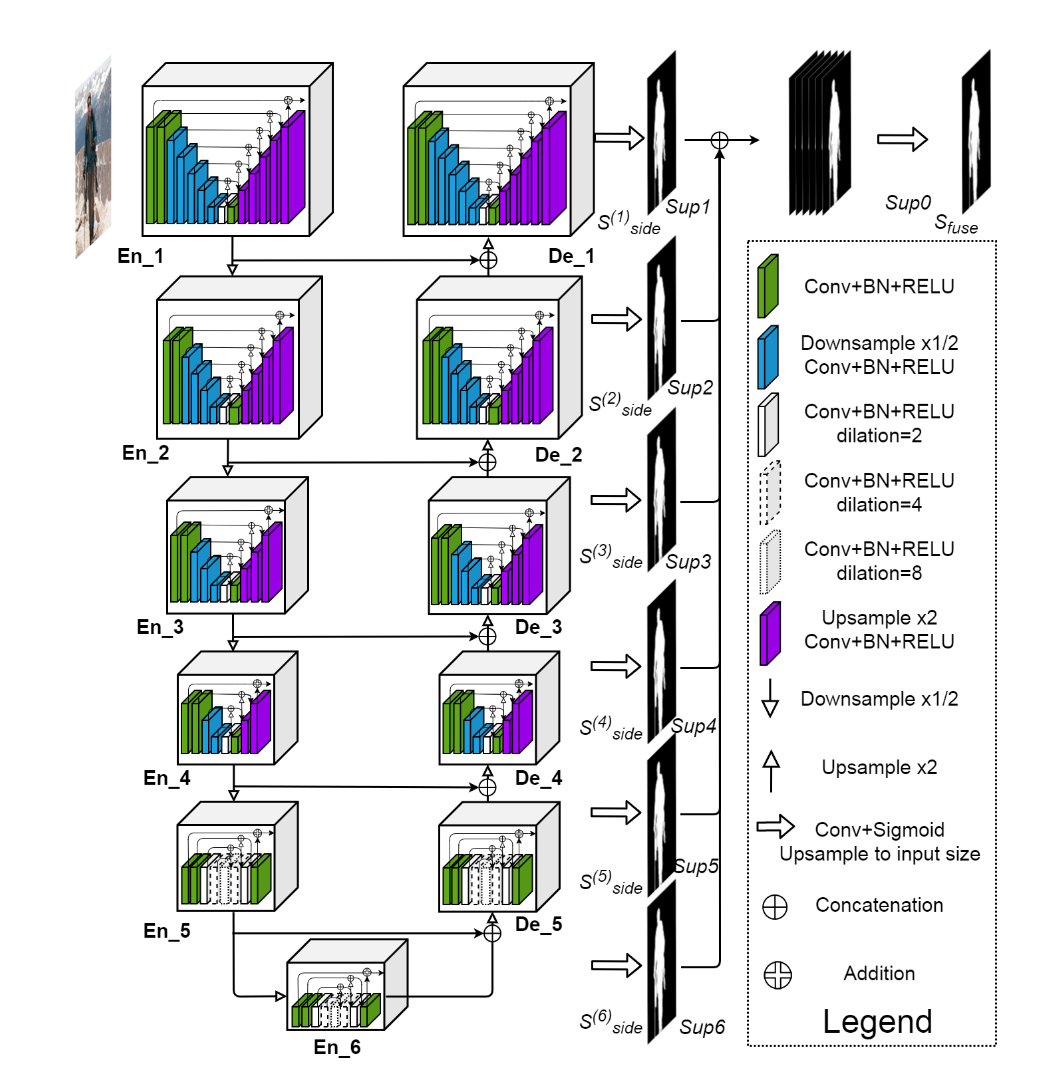 En_1
De_1
S(1)side
Sup1
Sup0
Sfuse
En_2
De_2
S(2)side
Sup2
En_3
De_3
S(3)side
Sup3
En_4
De_4
S(4)side
Sup4
En_5
De_5
S(5)side
Sup5
En_6
S(6)side
Sup6
Conv+BN+RELU
Downsample x1/2
Conv+BN+RELU
Conv+BN+RELU
dilation=2
Conv+BN+RELU
dilation=4
Conv+BN+RELU
dilation=8
Upsample x2
Conv+BN+RELU
Downsample x1/2
Upsample x2
Conv+Sigmoid
Upsample to input size
Concatenation
Addition
Legend